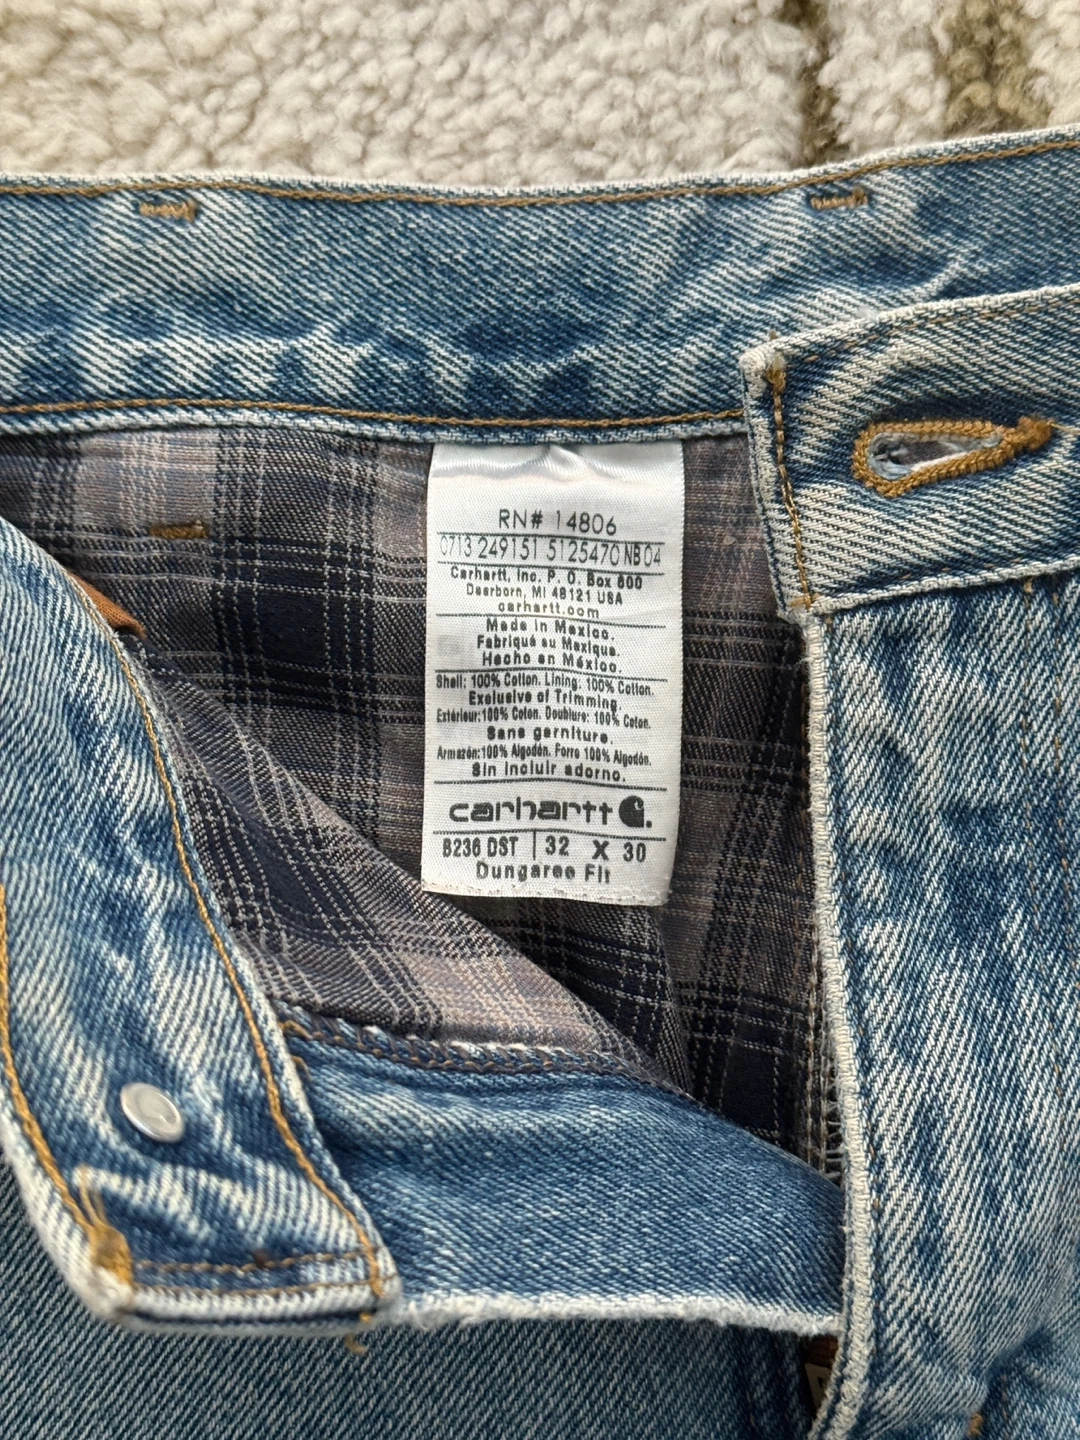 RN# 14806
0713 249151 5125470 NB 04
Carhartt, Inc. P. O. Box 600
Dearborn, MI 48121 USA
carhartt.com
Made in Mexico.
Fabriqué au Mexique.
Hecho en México.
Shell: 100% Cotton. Lining: 100% Cotton.
Exclusive of Trimming
Extérieur:100% Coton. Doublure: 100% Coton.
Sans garniture.
Armazón:100% Algodón. Forro 100% Algodón.
Sin incluir adorno.
carhartt
B236 DST 32 X 30
Dungaree Fit